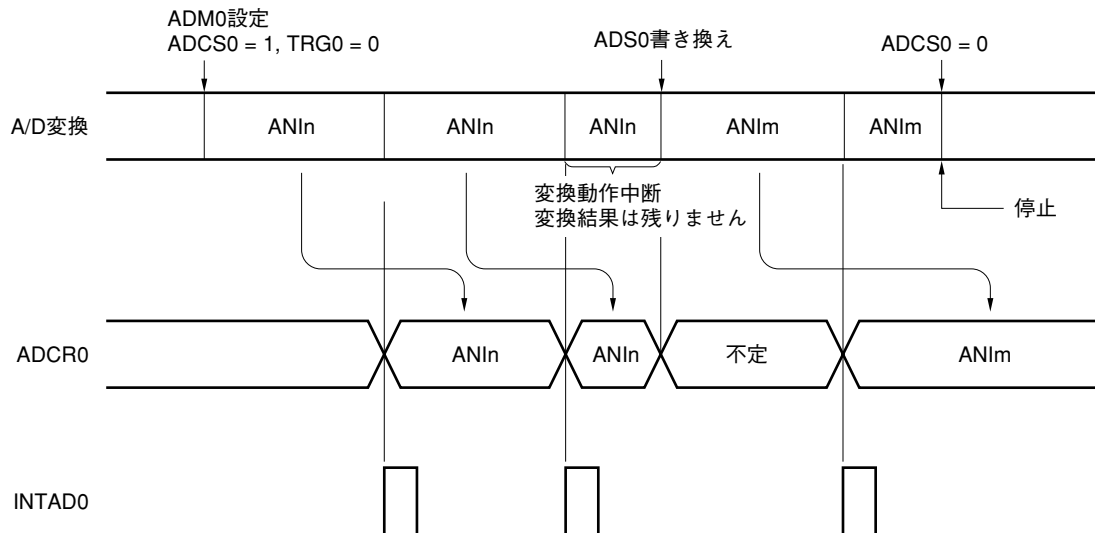 ADM0設定
ADCS0 = 1, TRG0 = 0
ADS0書き換え
ADCS0 = 0
A/D変換
ANIn
ANIn
ANIn
ANIm
ANIm
変換動作中断
変換結果は残りません
停止
ADCR0
ANIn
ANIn
不定
ANIm
INTAD0